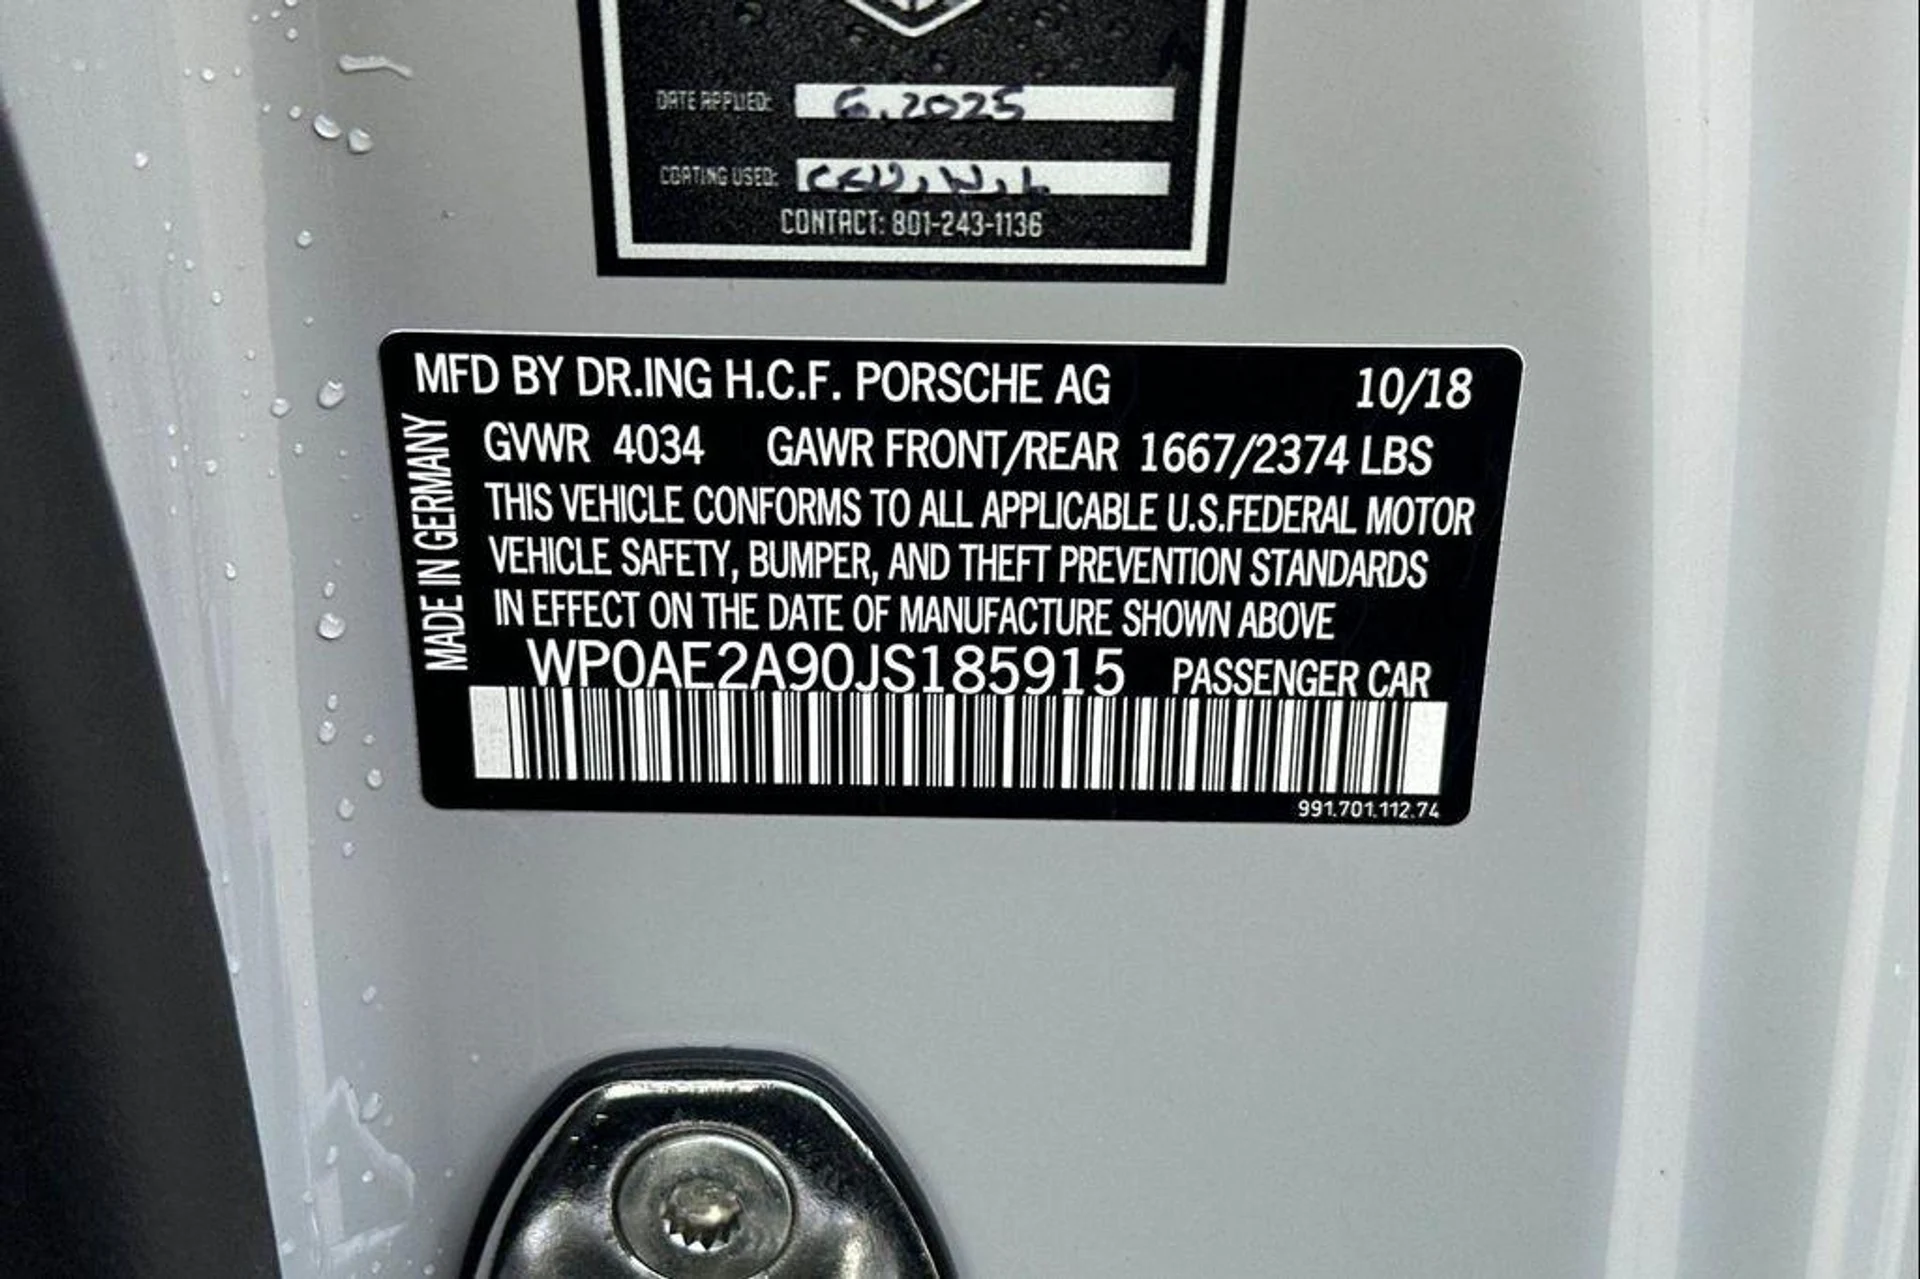 DATE APPLIED: 6.2025
COATING USED:
CONTACT: 801-243-1136
MFD BY DR.ING H.C.F. PORSCHE AG 10/18
GVWR 4034 GAWR FRONT/REAR 1667/2374 LBS
THIS VEHICLE CONFORMS TO ALL APPLICABLE U.S.FEDERAL MOTOR
VEHICLE SAFETY, BUMPER, AND THEFT PREVENTION STANDARDS
IN EFFECT ON THE DATE OF MANUFACTURE SHOWN ABOVE
WP0AE2A90JS185915 PASSENGER CAR
991.701.112.74
MADE IN GERMANY